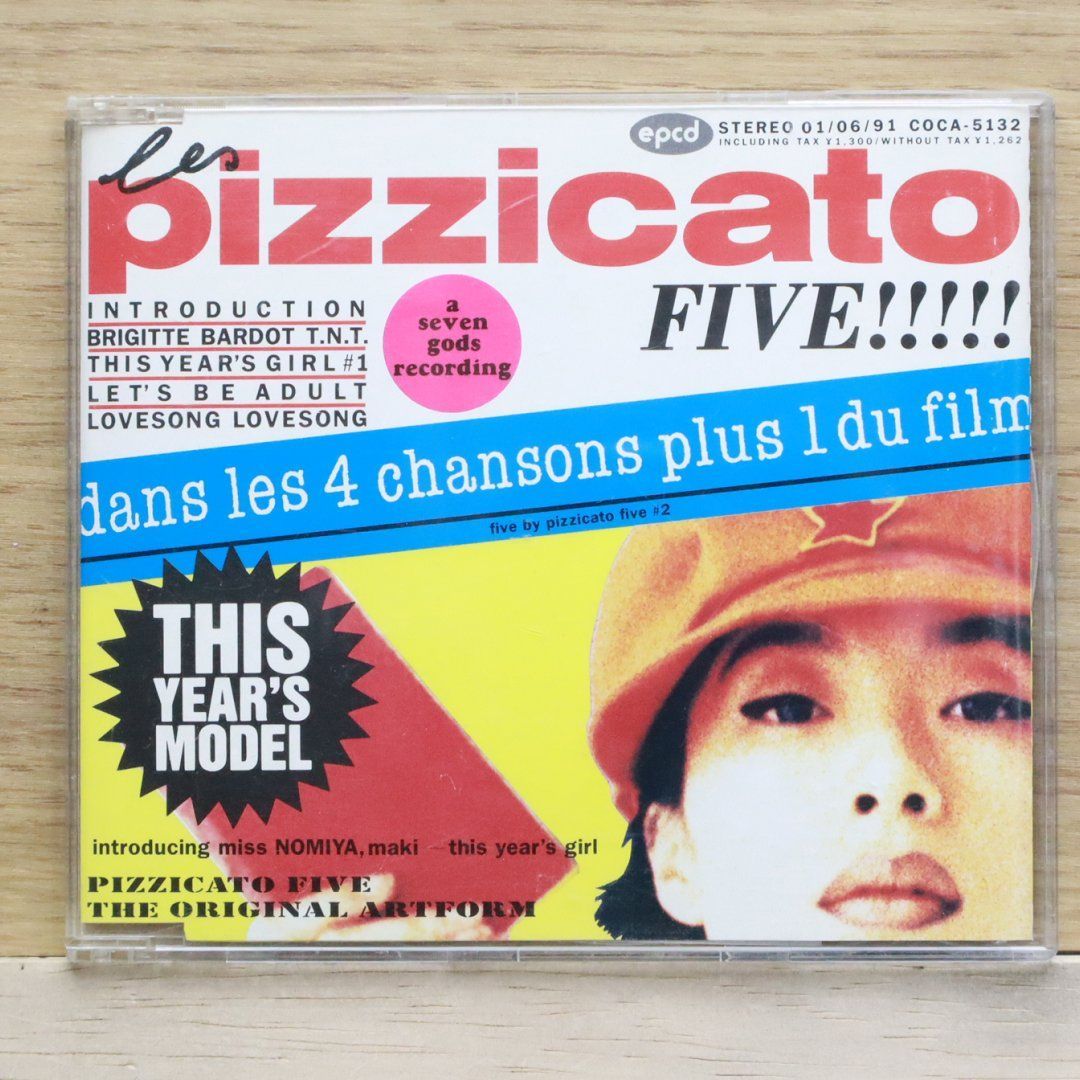 les
pizzicato
FIVE!!!!!
epcd
STEREO 01/06/91 COCA-5132
INCLUDING TAX ¥1,300/WITHOUT TAX ¥1,262
INTRODUCTION
BRIGITTE BARDOT T.N.T.
THIS YEAR'S GIRL #1
LET'S BE ADULT
LOVESONG LOVESONG
a
seven
gods
recording
dans les 4 chansons plus 1 du film
five by pizzicato five #2
THIS
YEAR'S
MODEL
introducing miss NOMIYA, maki — this year's girl
PIZZICATO FIVE
THE ORIGINAL ARTFORM